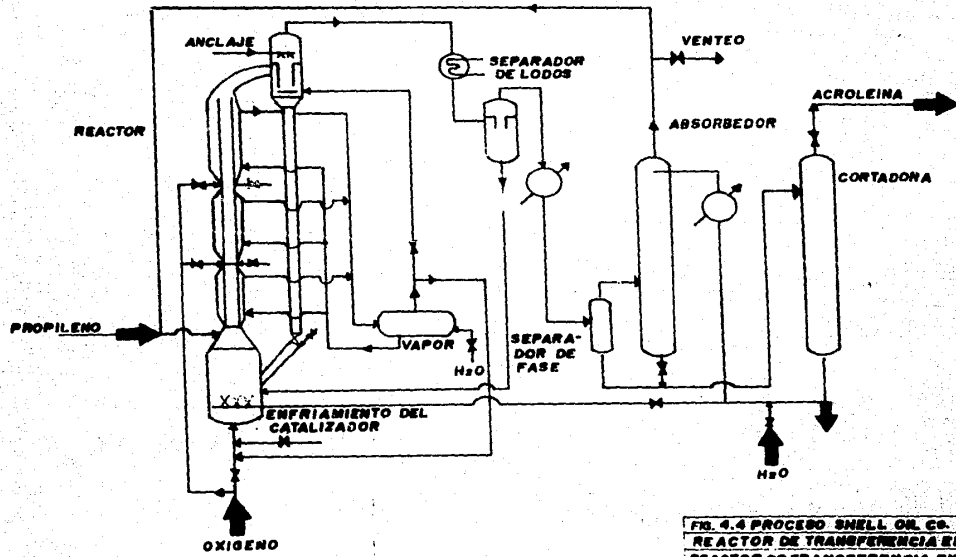 ANCLAJE
SEPARADOR
DE LODOS
VENTEO
ACROLEINA
REACTOR
ABSORBEDOR
CORTADORA
PROPILENO
VAPOR
H2O
SEPARA-
DOR DE
FASE
ENFRIAMIENTO DEL
CATALIZADOR
H2O
OXIGENO
FIG. 4.4 PROCESO SHELL OIL CO.
REACTOR DE TRANSFERENCIA EN